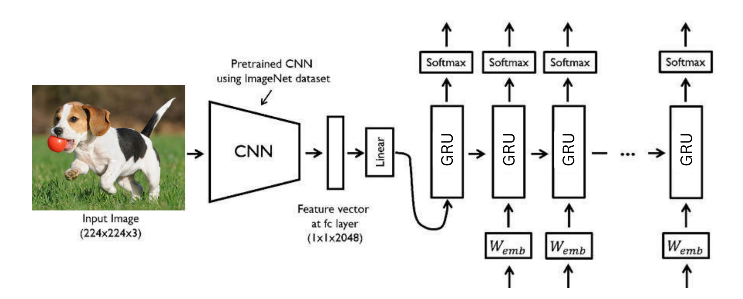 Pretrained CNN
using ImageNet dataset
CNN
Input Image
(224x224x3)
Feature vector
at fc layer
(1x1x2048)
Linear
Softmax
Softmax
Softmax
Softmax
GRU
GRU
GRU
...
GRU
W_emb
W_emb
W_emb